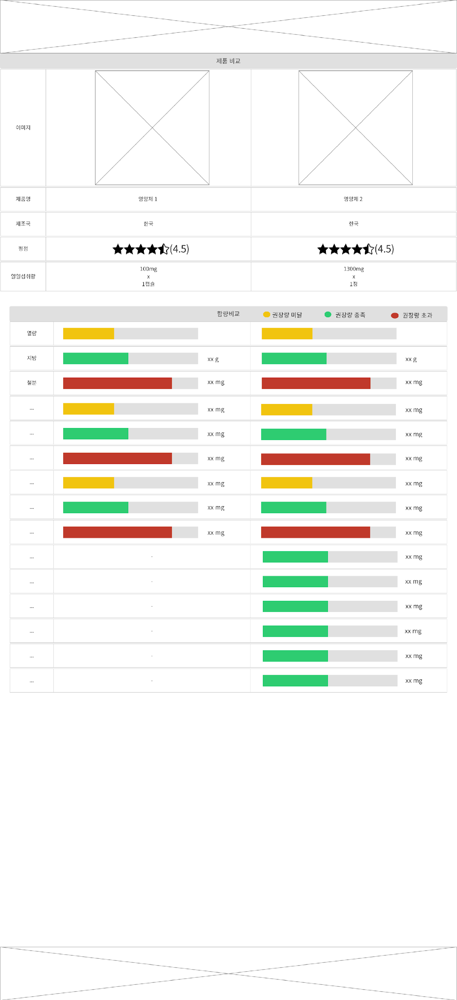 제품 비교
이미지
제품명 영양제 1 영양제 2
제조국 한국 한국
평점 (4.5) (4.5)
일일섭취량 100mg x 1캡슐 1300mg x 1정
함량비교 권장량 미달 권장량 충족 권장량 초과
열량
지방 xx g xx g
철분 xx mg xx mg
... xx mg xx mg
... xx mg xx mg
... xx mg xx mg
... xx mg xx mg
... xx mg xx mg
... xx mg xx mg
... - xx mg
... - xx mg
... - xx mg
... - xx mg
... - xx mg
... - xx mg